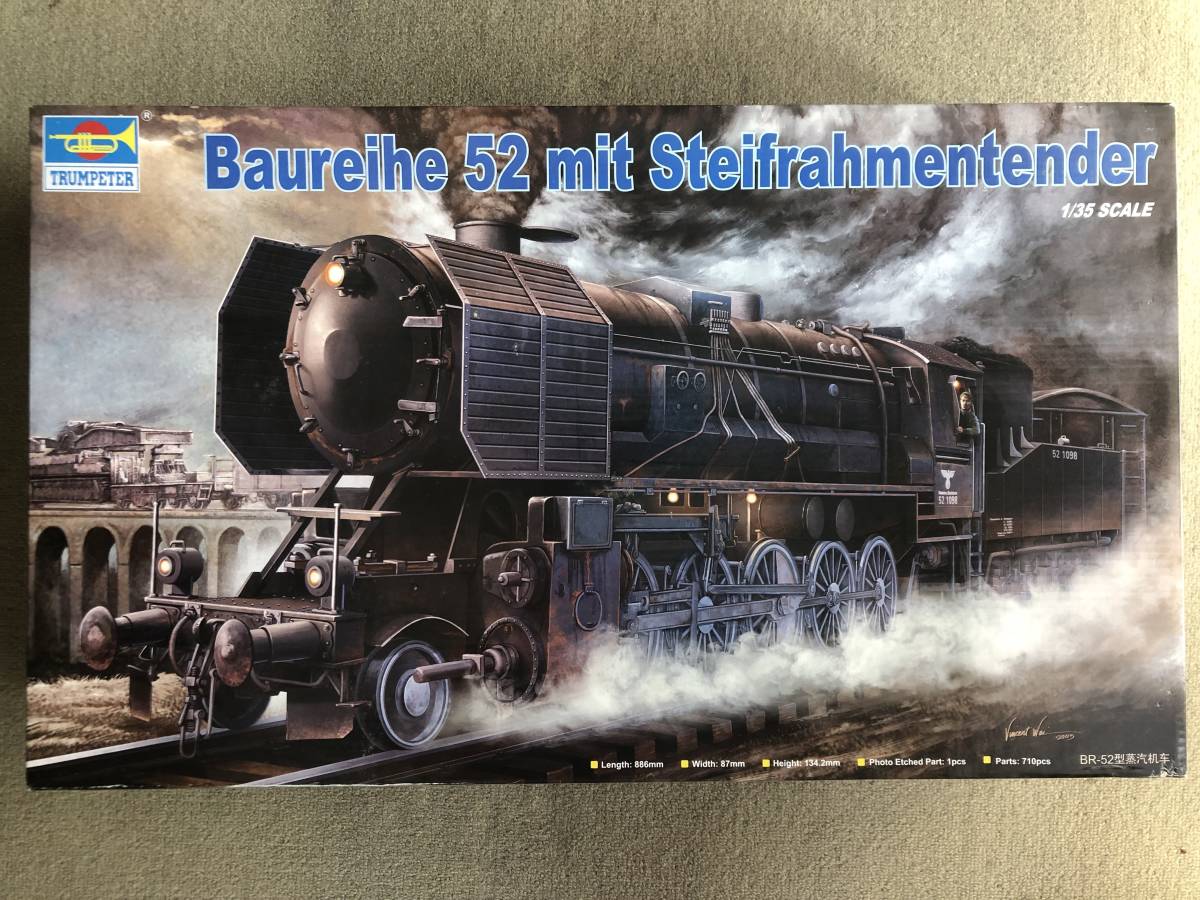 TRUMPETER
®
Baureihe 52 mit Steifrahmentender
1/35 SCALE
52 1098
52 1098
Length: 886mm
Width: 87mm
Height: 134.2mm
Photo Etched Part: 1pcs
Parts: 710pcs
BR-52型蒸汽机车